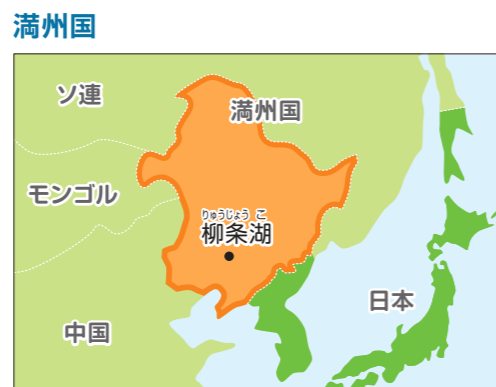 満州国
ソ連
満州国
モンゴル
りゅうじょう こ
柳条湖
日本
中国